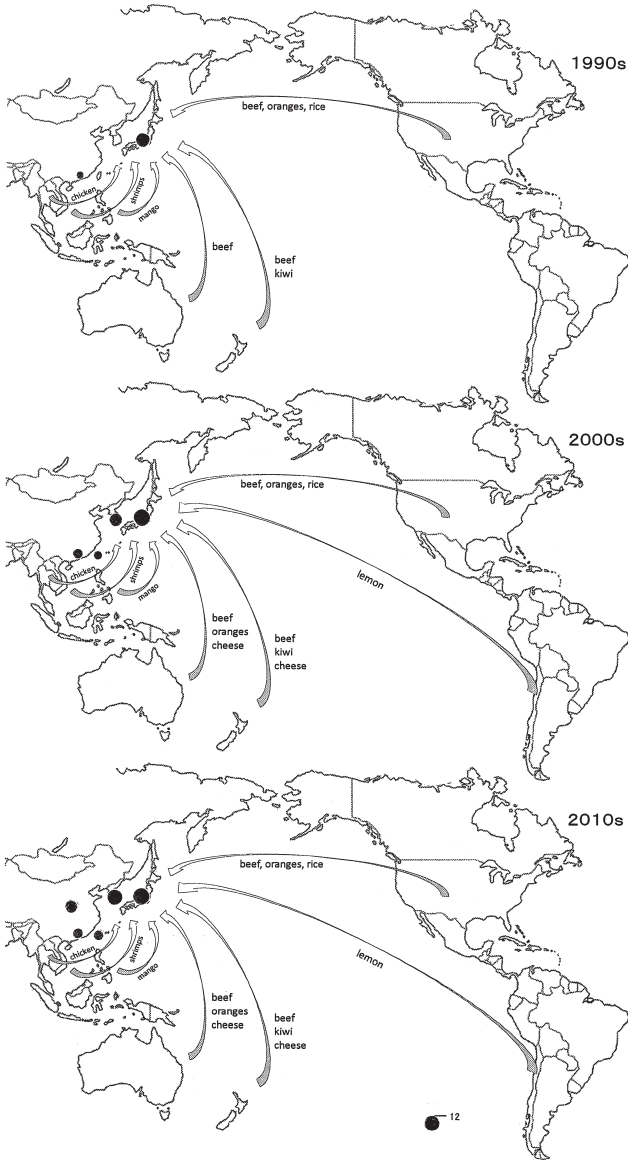 1990s
beef, oranges, rice
chicken
shrimps
mango
beef
beef
kiwi
2000s
beef, oranges, rice
chicken
shrimps
mango
lemon
beef
oranges
cheese
beef
kiwi
cheese
2010s
beef, oranges, rice
chicken
shrimps
mango
lemon
beef
oranges
cheese
beef
kiwi
cheese
12